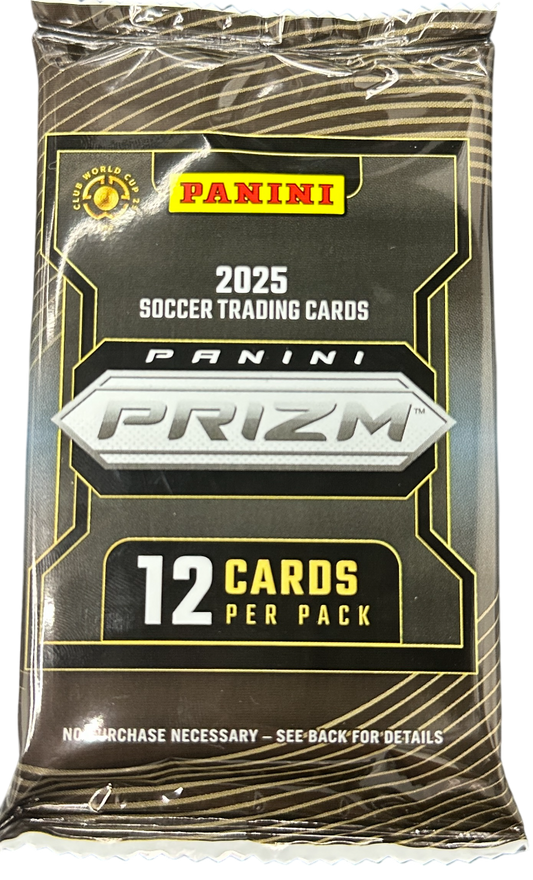 CLUB WORLD CUP
PANINI
2025
SOCCER TRADING CARDS
PANINI
PRIZM™
12 CARDS
PER PACK
NO PURCHASE NECESSARY – SEE BACK FOR DETAILS